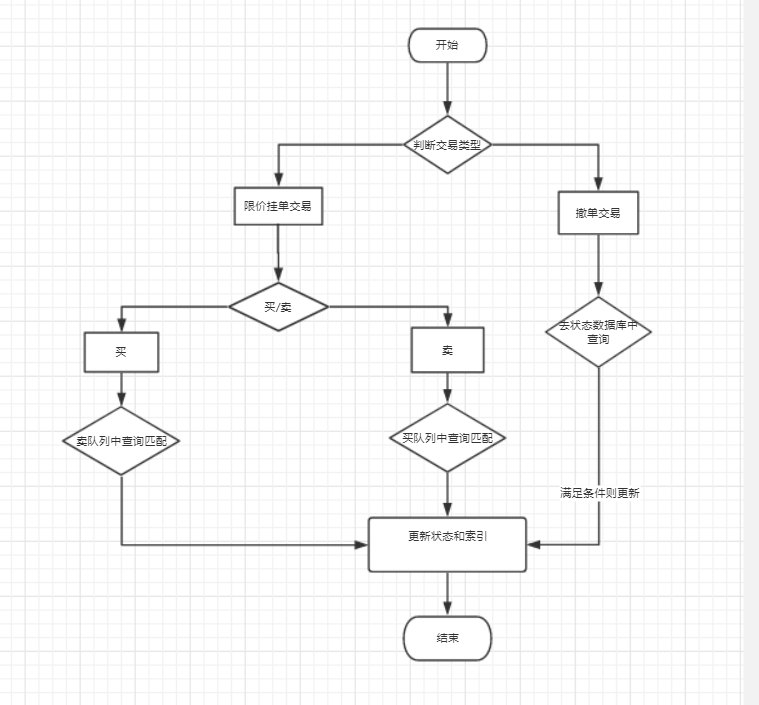 开始
判断交易类型
限价挂单交易
撤单交易
买/卖
去状态数据库中
查询
买
卖
卖队列中查询匹配
买队列中查询匹配
满足条件则更新
更新状态和索引
结束